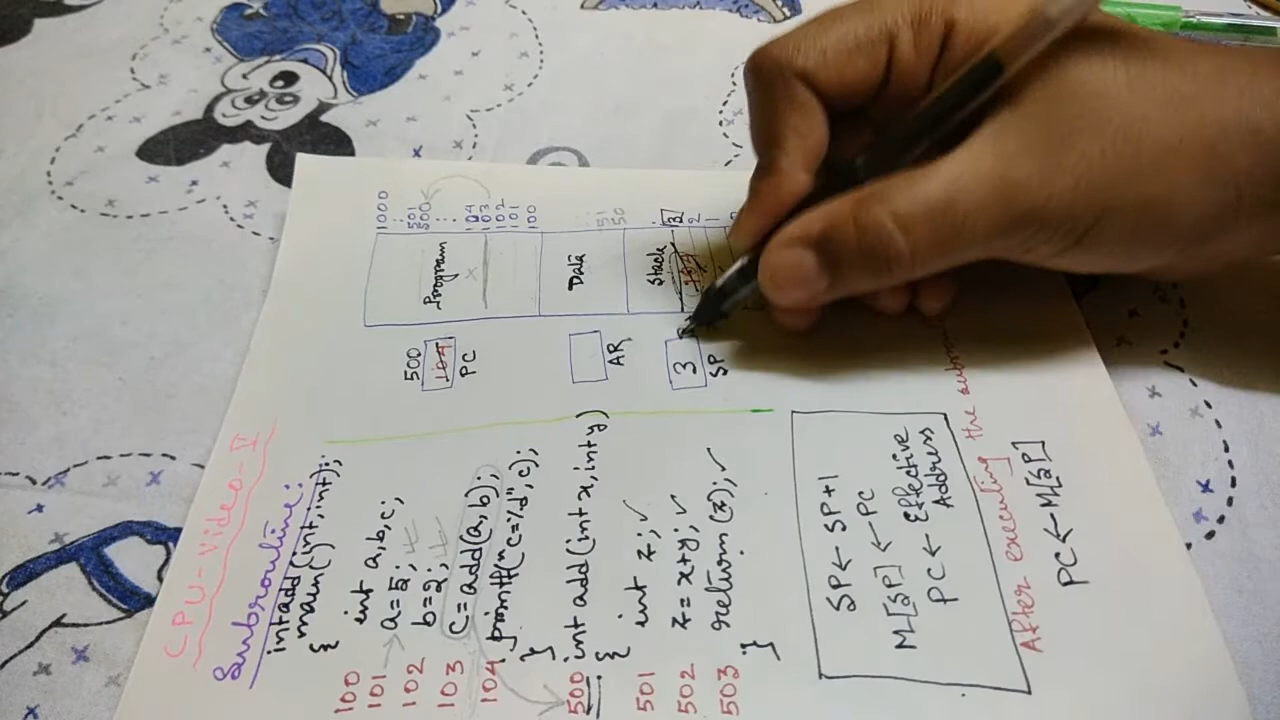 CPU-Video-V
Subroutine:
int add(int,int);
main()
{
100 int a,b,c;
101 a=5;
102 b=2;
103 c=add(a,b);
104 printf("c=%d",c);
}
500 int add(int x,int y)
{
501 int z;
502 z=x+y;
503 return(z);
}
SP←SP+1
M[SP]←PC
PC←Effective
Address
After executing the
PC←M[SP]
500
104
PC
AR
3
SP
Program
Data
Stack
1000
501
500
104
103
102
101
100
51
50
3
2
1